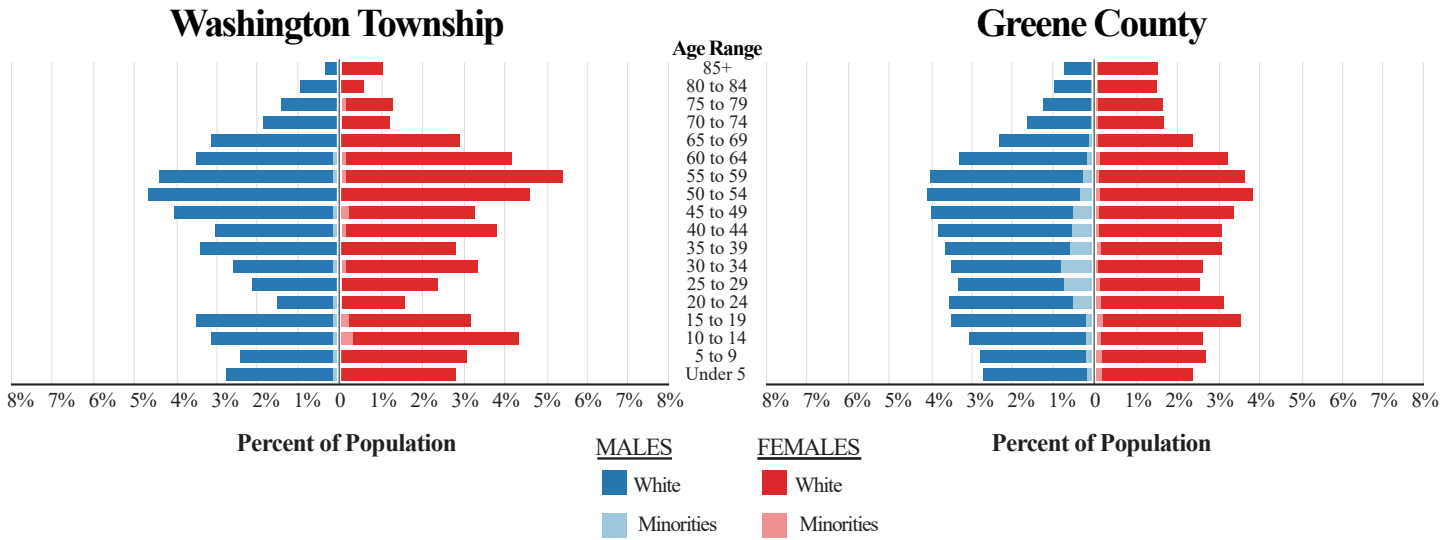 Washington Township
Greene County
Age Range
85+
80 to 84
75 to 79
70 to 74
65 to 69
60 to 64
55 to 59
50 to 54
45 to 49
40 to 44
35 to 39
30 to 34
25 to 29
20 to 24
15 to 19
10 to 14
5 to 9
Under 5
8% 7% 6% 5% 4% 3% 2% 1% 0 1% 2% 3% 4% 5% 6% 7% 8%
8% 7% 6% 5% 4% 3% 2% 1% 0 1% 2% 3% 4% 5% 6% 7% 8%
Percent of Population
Percent of Population
MALES
FEMALES
White
White
Minorities
Minorities